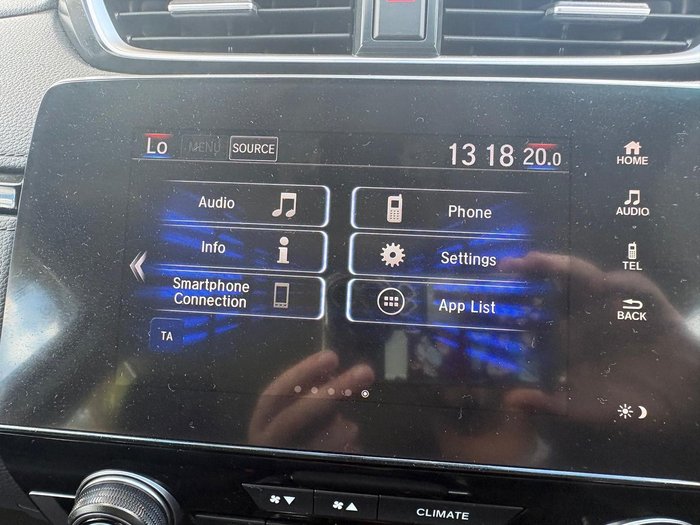 Lo MENU SOURCE 13 18 20.0
Audio
Phone
Info
Settings
Smartphone
Connection
App List
TA
HOME
AUDIO
TEL
BACK
CLIMATE